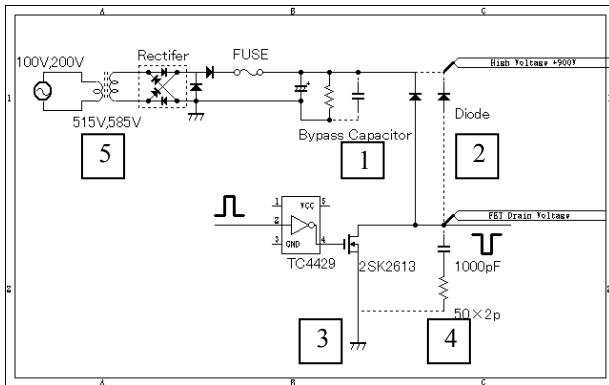 A B C
Rectifer FUSE
100V,200V
High Voltage +900V
1
515V,585V
Diode
Bypass Capacitor
5 1 2
1 VCC 5
2
3 GND 4
FET Drain Voltage
TC4429 2SK2613 1000pF
2
50×2p
3 4
A B C